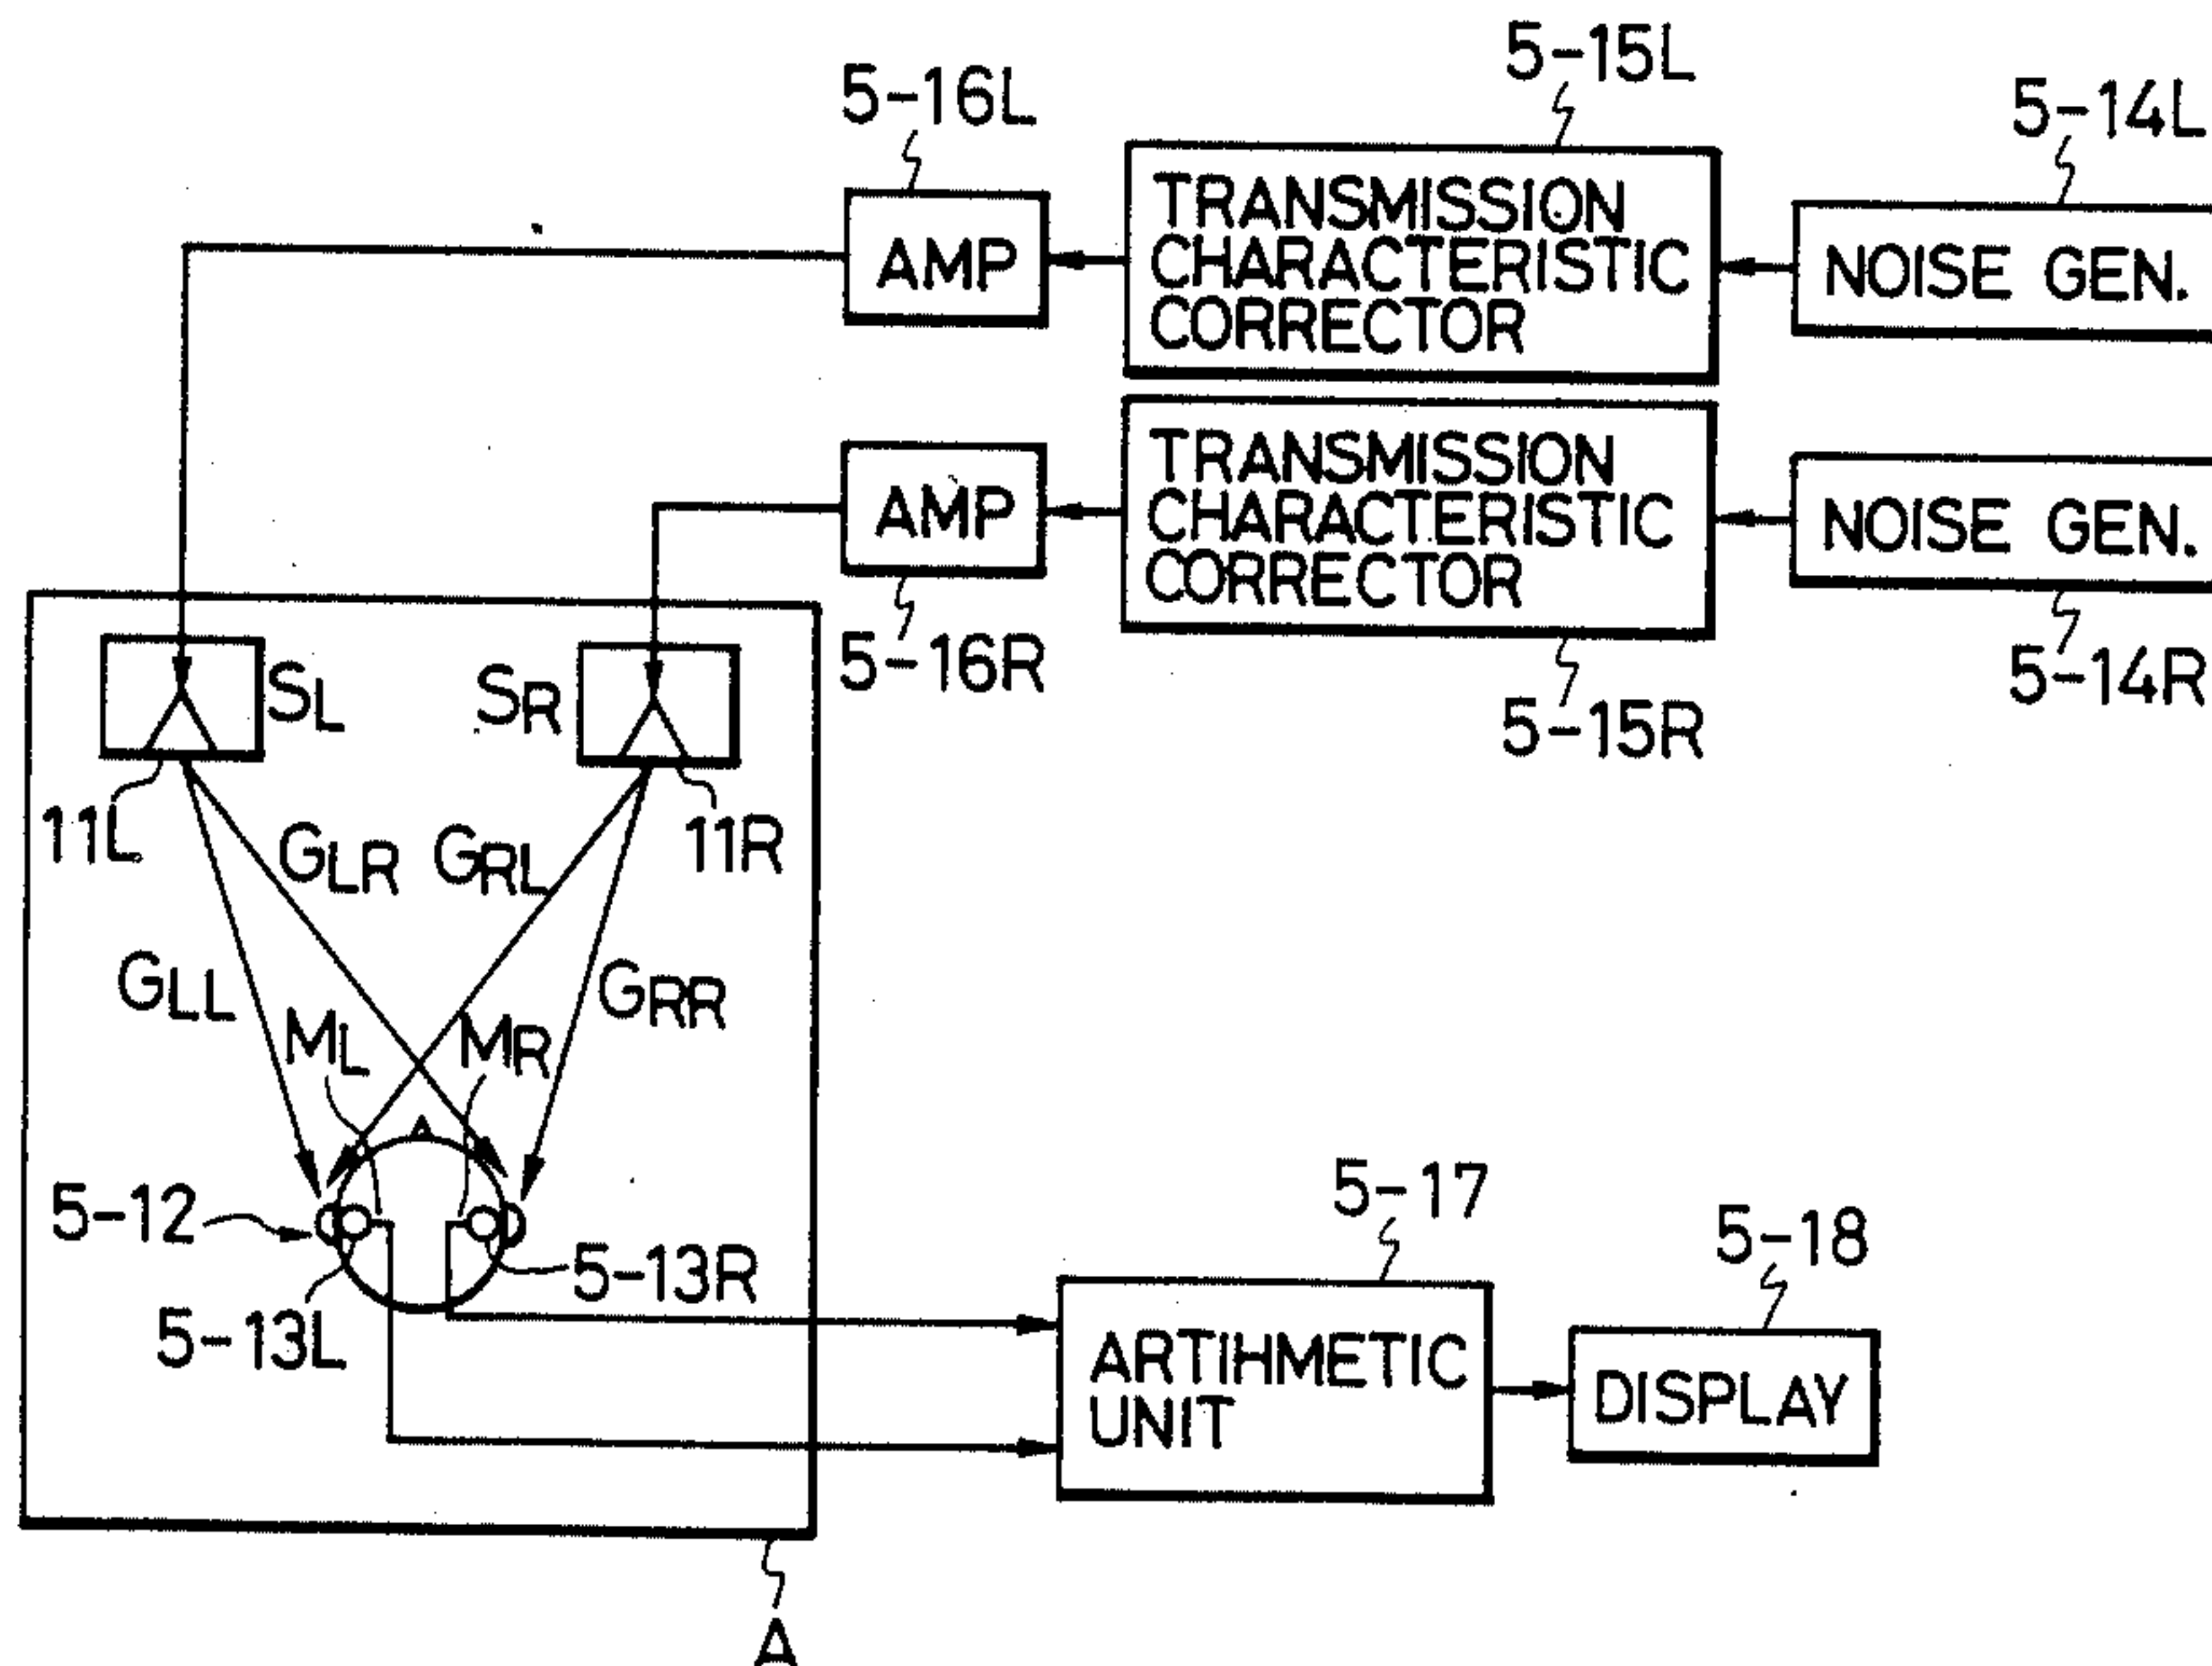 5-15L
5-16L
5-14L
TRANSMISSION
CHARACTERISTIC
CORRECTOR
AMP
NOISE GEN.
TRANSMISSION
CHARACTERISTIC
CORRECTOR
AMP
NOISE GEN.
5-16R
5-15R
5-14R
SL
SR
11L
11R
GLR
GRL
GLL
GRR
ML
MR
5-12
5-13R
5-13L
5-17
5-18
ARTIHMETIC
UNIT
DISPLAY
A